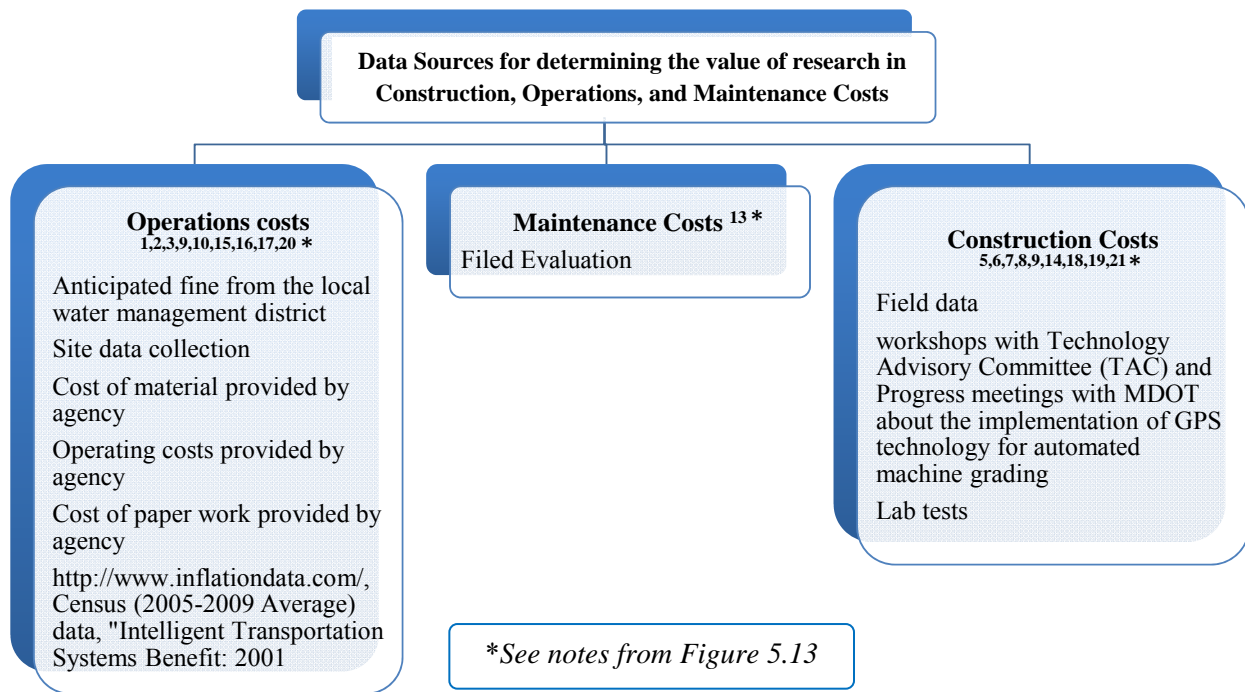 Data Sources for determining the value of research in
Construction, Operations, and Maintenance Costs
Operations costs
1,2,3,9,10,15,16,17,20 *
Anticipated fine from the local
water management district
Site data collection
Cost of material provided by
agency
Operating costs provided by
agency
Cost of paper work provided by
agency
http://www.inflationdata.com/,
Census (2005-2009 Average)
data, "Intelligent Transportation
Systems Benefit: 2001
Maintenance Costs 13 *
Filed Evaluation
Construction Costs
5,6,7,8,9,14,18,19,21 *
Field data
workshops with Technology
Advisory Committee (TAC) and
Progress meetings with MDOT
about the implementation of GPS
technology for automated
machine grading
Lab tests
*See notes from Figure 5.13